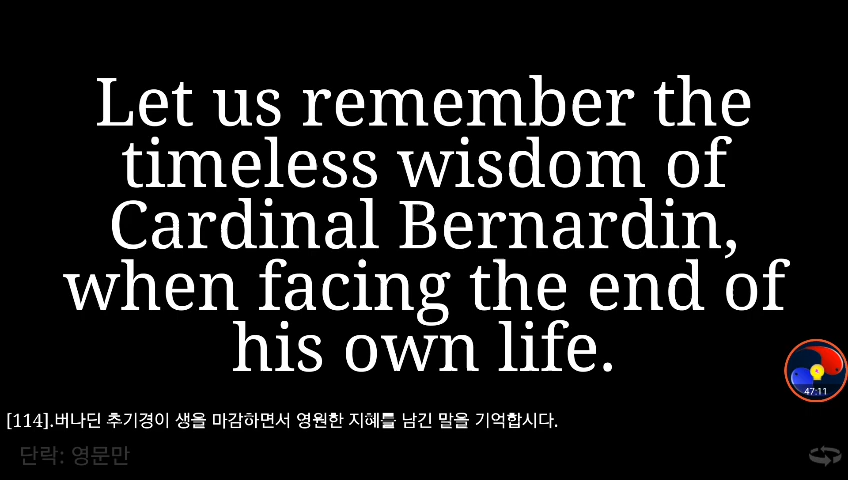 Let us remember the
timeless wisdom of
Cardinal Bernardin,
when facing the end of
his own life.
[114].버나딘 추기경이 생을 마감하면서 영원한 지혜를 남긴 말을 기억합시다.
47:11
단락: 영문만